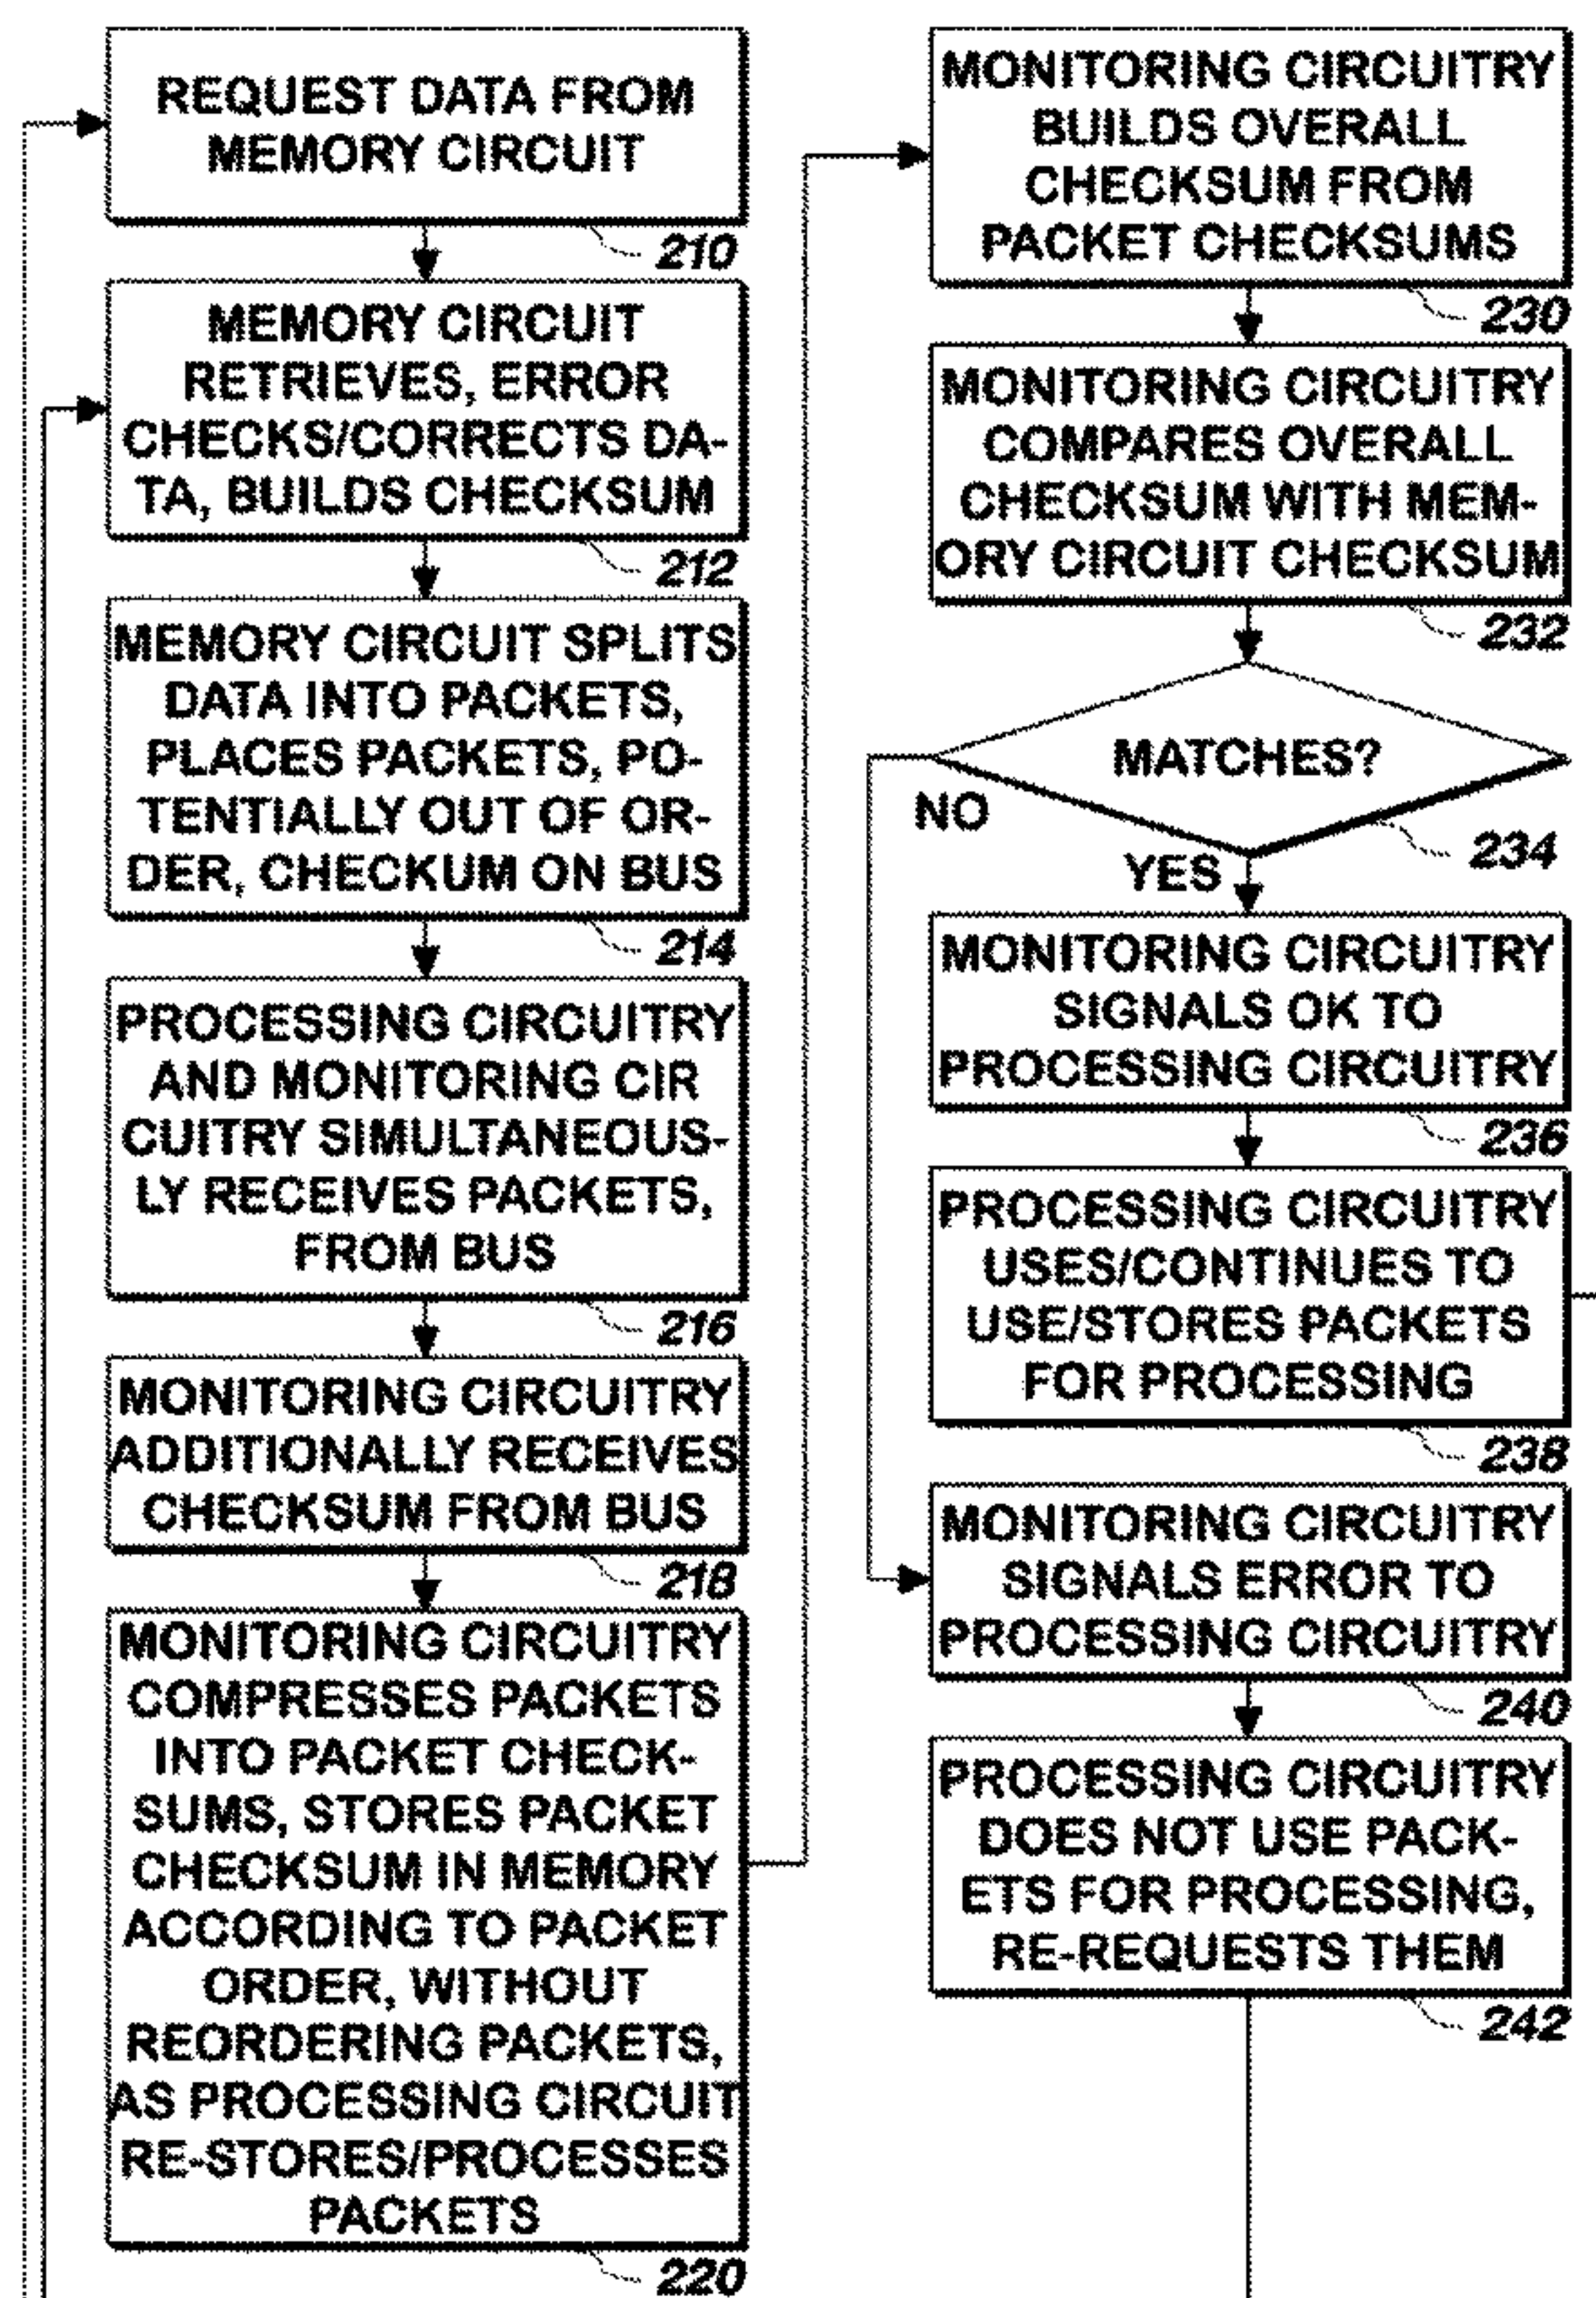 REQUEST DATA FROM
MEMORY CIRCUIT
210
MEMORY CIRCUIT
RETRIEVES, ERROR
CHECKS/CORRECTS DA-
TA, BUILDS CHECKSUM
212
MEMORY CIRCUIT SPLITS
DATA INTO PACKETS,
PLACES PACKETS, PO-
TENTIALLY OUT OF OR-
DER, CHECKUM ON BUS
214
PROCESSING CIRCUITRY
AND MONITORING CIR
CUITRY SIMULTANEOUS-
LY RECEIVES PACKETS,
FROM BUS
216
MONITORING CIRCUITRY
ADDITIONALLY RECEIVES
CHECKSUM FROM BUS
218
MONITORING CIRCUITRY
COMPRESSES PACKETS
INTO PACKET CHECK-
SUMS, STORES PACKET
CHECKSUM IN MEMORY
ACCORDING TO PACKET
ORDER, WITHOUT
REORDERING PACKETS,
AS PROCESSING CIRCUIT
RE-STORES/PROCESSES
PACKETS
220
MONITORING CIRCUITRY
BUILDS OVERALL
CHECKSUM FROM
PACKET CHECKSUMS
230
MONITORING CIRCUITRY
COMPARES OVERALL
CHECKSUM WITH MEM-
ORY CIRCUIT CHECKSUM
232
MATCHES?
NO
234
YES
MONITORING CIRCUITRY
SIGNALS OK TO
PROCESSING CIRCUITRY
236
PROCESSING CIRCUITRY
USES/CONTINUES TO
USE/STORES PACKETS
FOR PROCESSING
238
MONITORING CIRCUITRY
SIGNALS ERROR TO
PROCESSING CIRCUITRY
240
PROCESSING CIRCUITRY
DOES NOT USE PACK-
ETS FOR PROCESSING,
RE-REQUESTS THEM
242